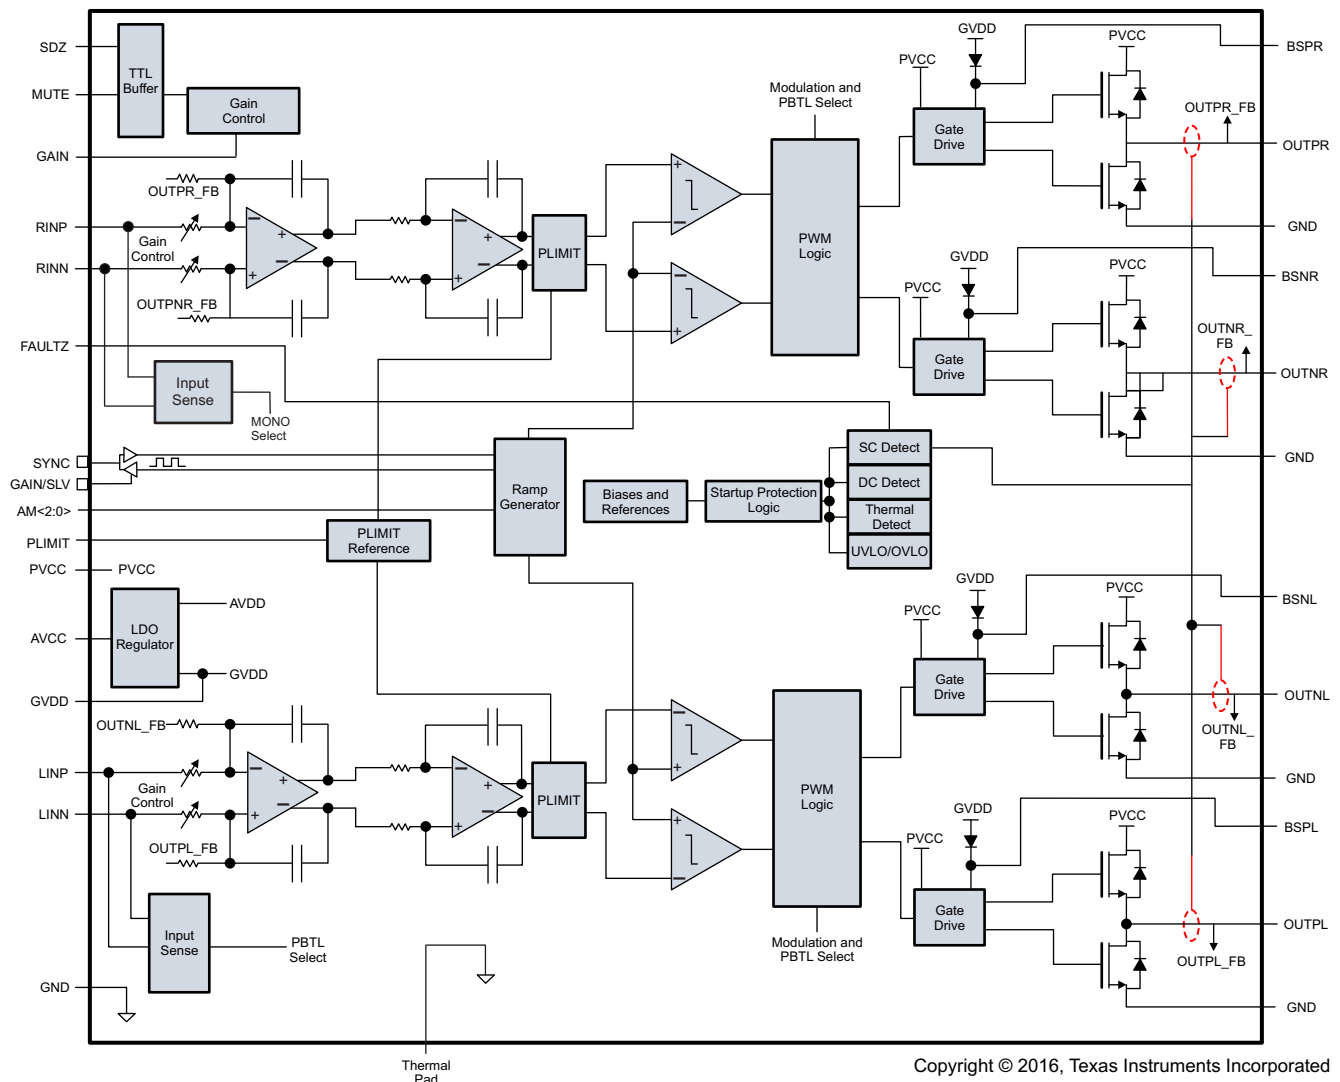 SDZ
MUTE
GAIN
TTL
Buffer
Gain
Control
OUTPR_FB
RINP
Gain
Control
RINN
OUTPNR_FB
FAULTZ
Input
Sense
MONO
Select
SYNC
GAIN/SLV
AM<2:0>
PLIMIT
PVCC
PVCC
LDO
Regulator
AVDD
AVCC
GVDD
GVDD
OUTNL_FB
LINP
Gain
Control
LINN
OUTPL_FB
Input
Sense
PBTL
Select
GND
Thermal
Pad
PLIMIT
PLIMIT
Reference
Ramp
Generator
PLIMIT
Modulation and
PBTL Select
PWM
Logic
Biases and
References
Startup Protection
Logic
SC Detect
DC Detect
Thermal
Detect
UVLO/OVLO
PWM
Logic
Modulation and
PBTL Select
GVDD
PVCC
Gate
Drive
PVCC
OUTPR_FB
BSPR
OUTPR
GND
GVDD
PVCC
Gate
Drive
PVCC
OUTNR_
FB
BSNR
OUTNR
GND
GVDD
PVCC
Gate
Drive
PVCC
OUTNL_
FB
BSNL
OUTNL
GND
GVDD
PVCC
Gate
Drive
PVCC
OUTPL_FB
BSPL
OUTPL
GND
Copyright © 2016, Texas Instruments Incorporated